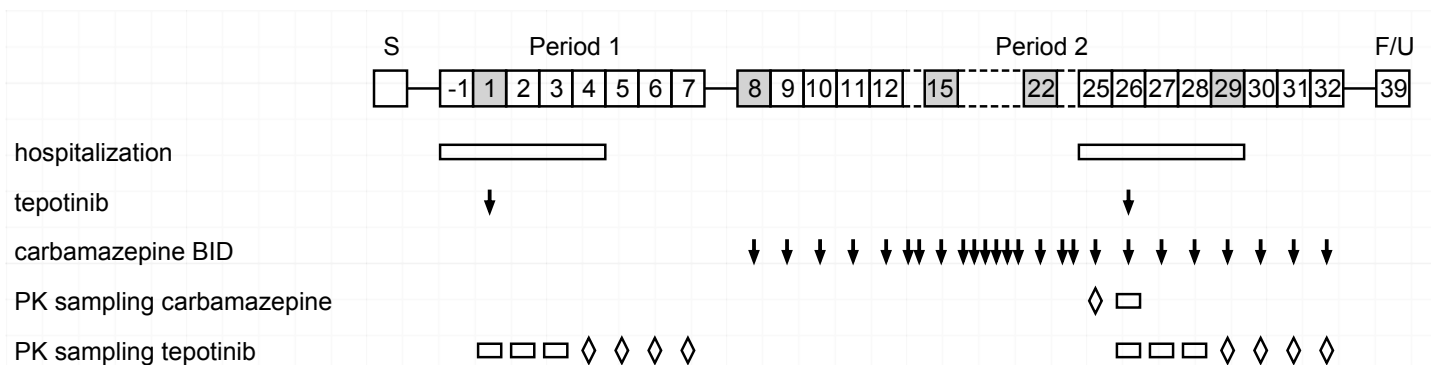 S Period 1 Period 2 F/U
-1 1 2 3 4 5 6 7 8 9 10 11 12 15 22 25 26 27 28 29 30 31 32 39
hospitalization
tepotinib
carbamazepine BID
PK sampling carbamazepine
PK sampling tepotinib